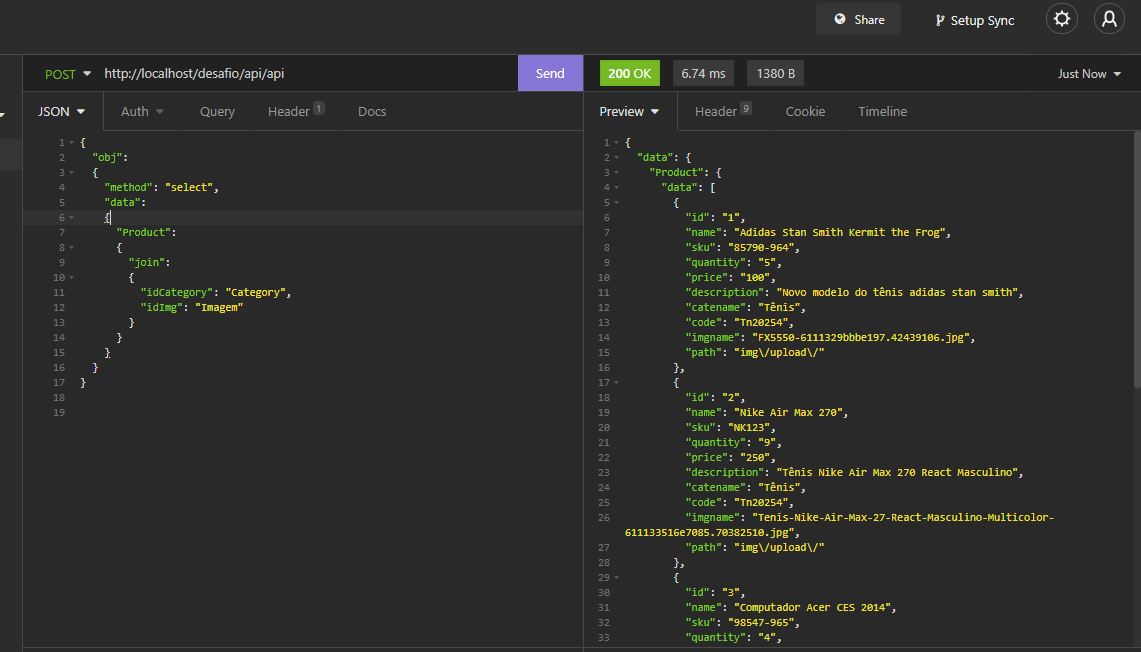 Share
Setup Sync
POST http://localhost/desafio/api/api Send 200 OK 6.74 ms 1380 B Just Now
JSON Auth Query Header 1 Docs
Preview Header 9 Cookie Timeline
1 {
2 "obj":
3 {
4 "method": "select",
5 "data":
6 {
7 "Product":
8 {
9 "join":
10 {
11 "idCategory": "Category",
12 "idImg": "Imagem"
13 }
14 }
15 }
16 }
17 }
18
19
1 {
2 "data": {
3 "Product": {
4 "data": [
5 {
6 "id": "1",
7 "name": "Adidas Stan Smith Kermit the Frog",
8 "sku": "85790-964",
9 "quantity": "5",
10 "price": "100",
11 "description": "Novo modelo do tênis adidas stan smith",
12 "catename": "Tênis",
13 "code": "Tn20254",
14 "imgname": "FX5550-6111329bbbe197.42439106.jpg",
15 "path": "img\/upload\/"
16 },
17 {
18 "id": "2",
19 "name": "Nike Air Max 270",
20 "sku": "NK123",
21 "quantity": "9",
22 "price": "250",
23 "description": "Tênis Nike Air Max 270 React Masculino",
24 "catename": "Tênis",
25 "code": "Tn20254",
26 "imgname": "Tenis-Nike-Air-Max-27-React-Masculino-Multicolor-
611133516e7085.70382510.jpg",
27 "path": "img\/upload\/"
28 },
29 {
30 "id": "3",
31 "name": "Computador Acer CES 2014",
32 "sku": "98547-965",
33 "quantity": "4",